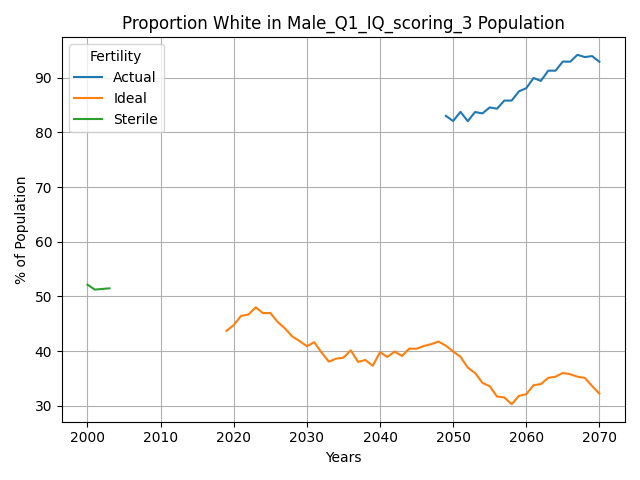 Proportion White in Male_Q1_IQ_scoring_3 Population
Fertility
Actual
Ideal
Sterile
% of Population
90
80
70
60
50
40
30
2000 2010 2020 2030 2040 2050 2060 2070
Years